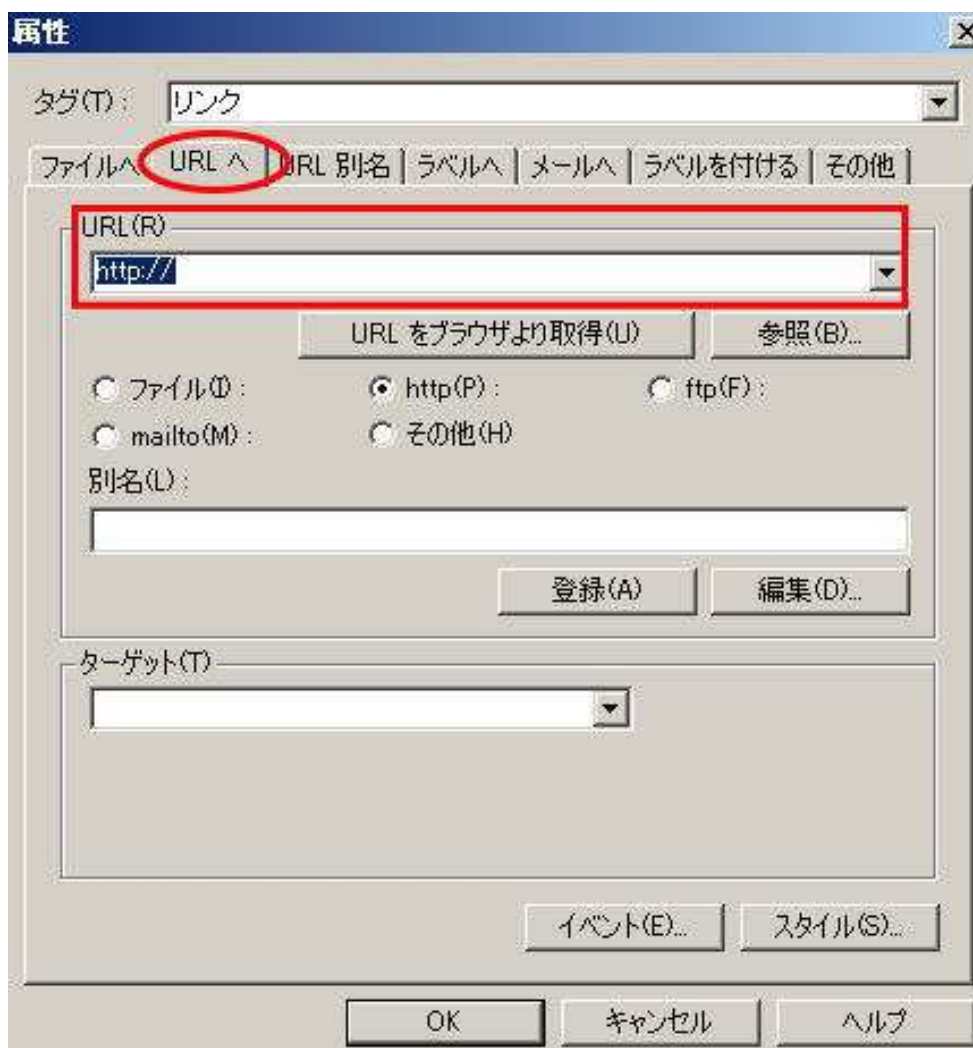 属性
タグ(T): リンク
ファイルへ URL へ URL 別名 ラベルへ メールへ ラベルを付ける その他
URL(R)
http://
URL をブラウザより取得(U) 参照(B)...
ファイル(I): http(P): ftp(F):
mailto(M): その他(H)
別名(L):
登録(A) 編集(D)...
ターゲット(T)
イベント(E)... スタイル(S)...
OK キャンセル ヘルプ